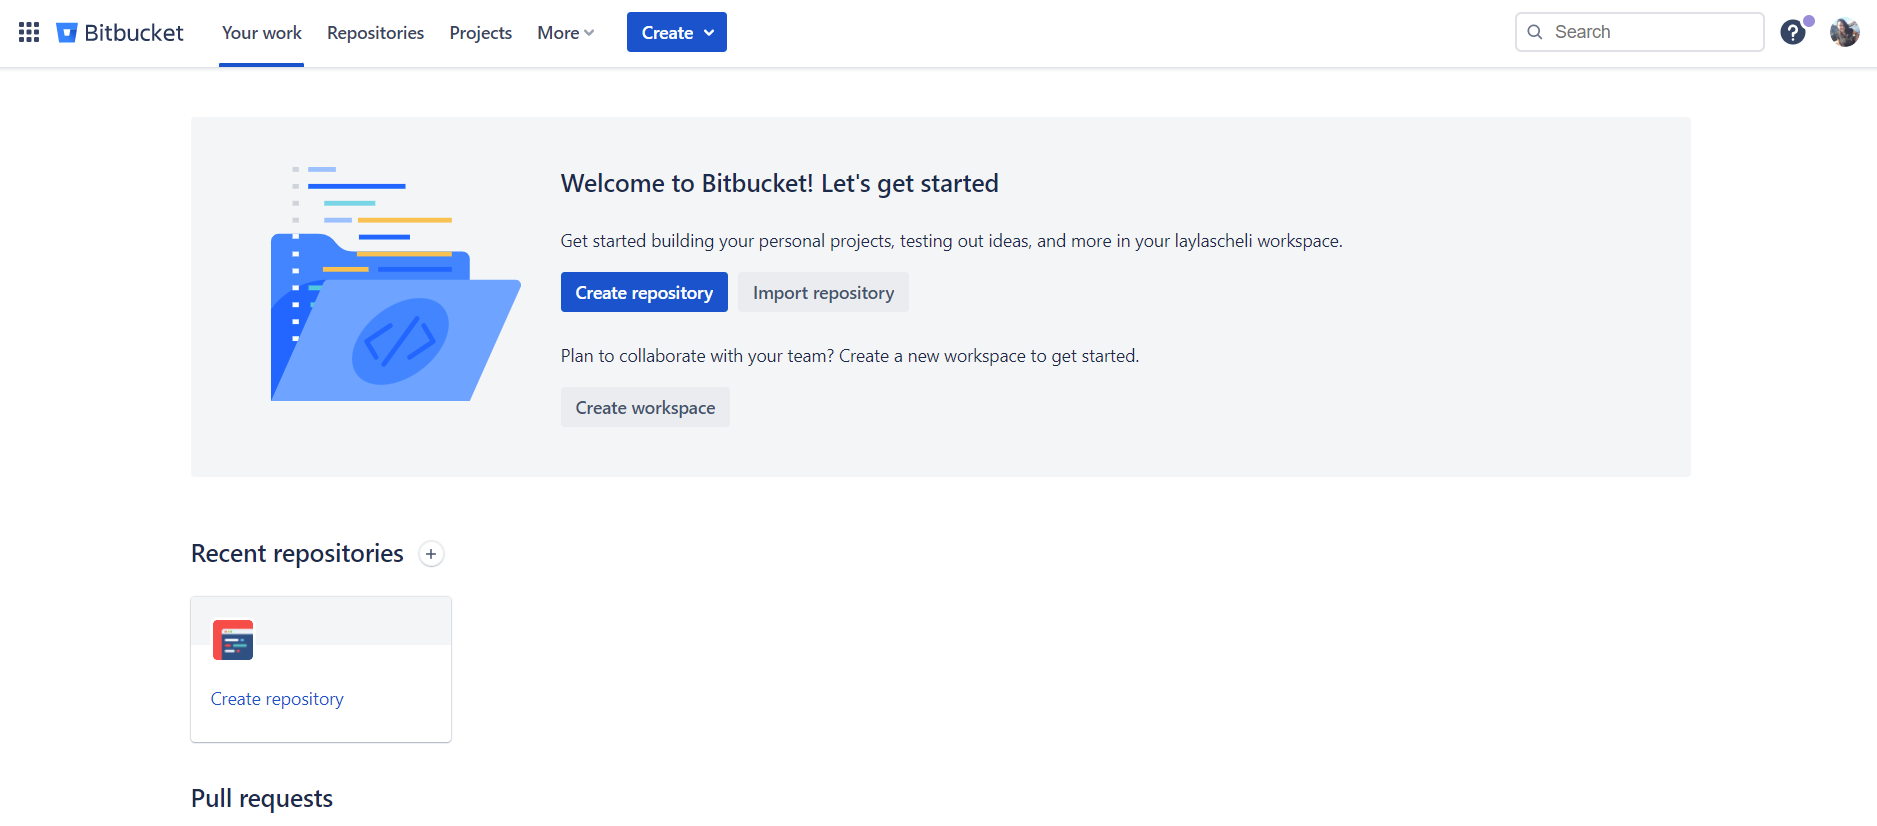 Bitbucket Your work Repositories Projects More Create Search
Welcome to Bitbucket! Let's get started
Get started building your personal projects, testing out ideas, and more in your laylascheli workspace.
Create repository Import repository
Plan to collaborate with your team? Create a new workspace to get started.
Create workspace
Recent repositories
Create repository
Pull requests